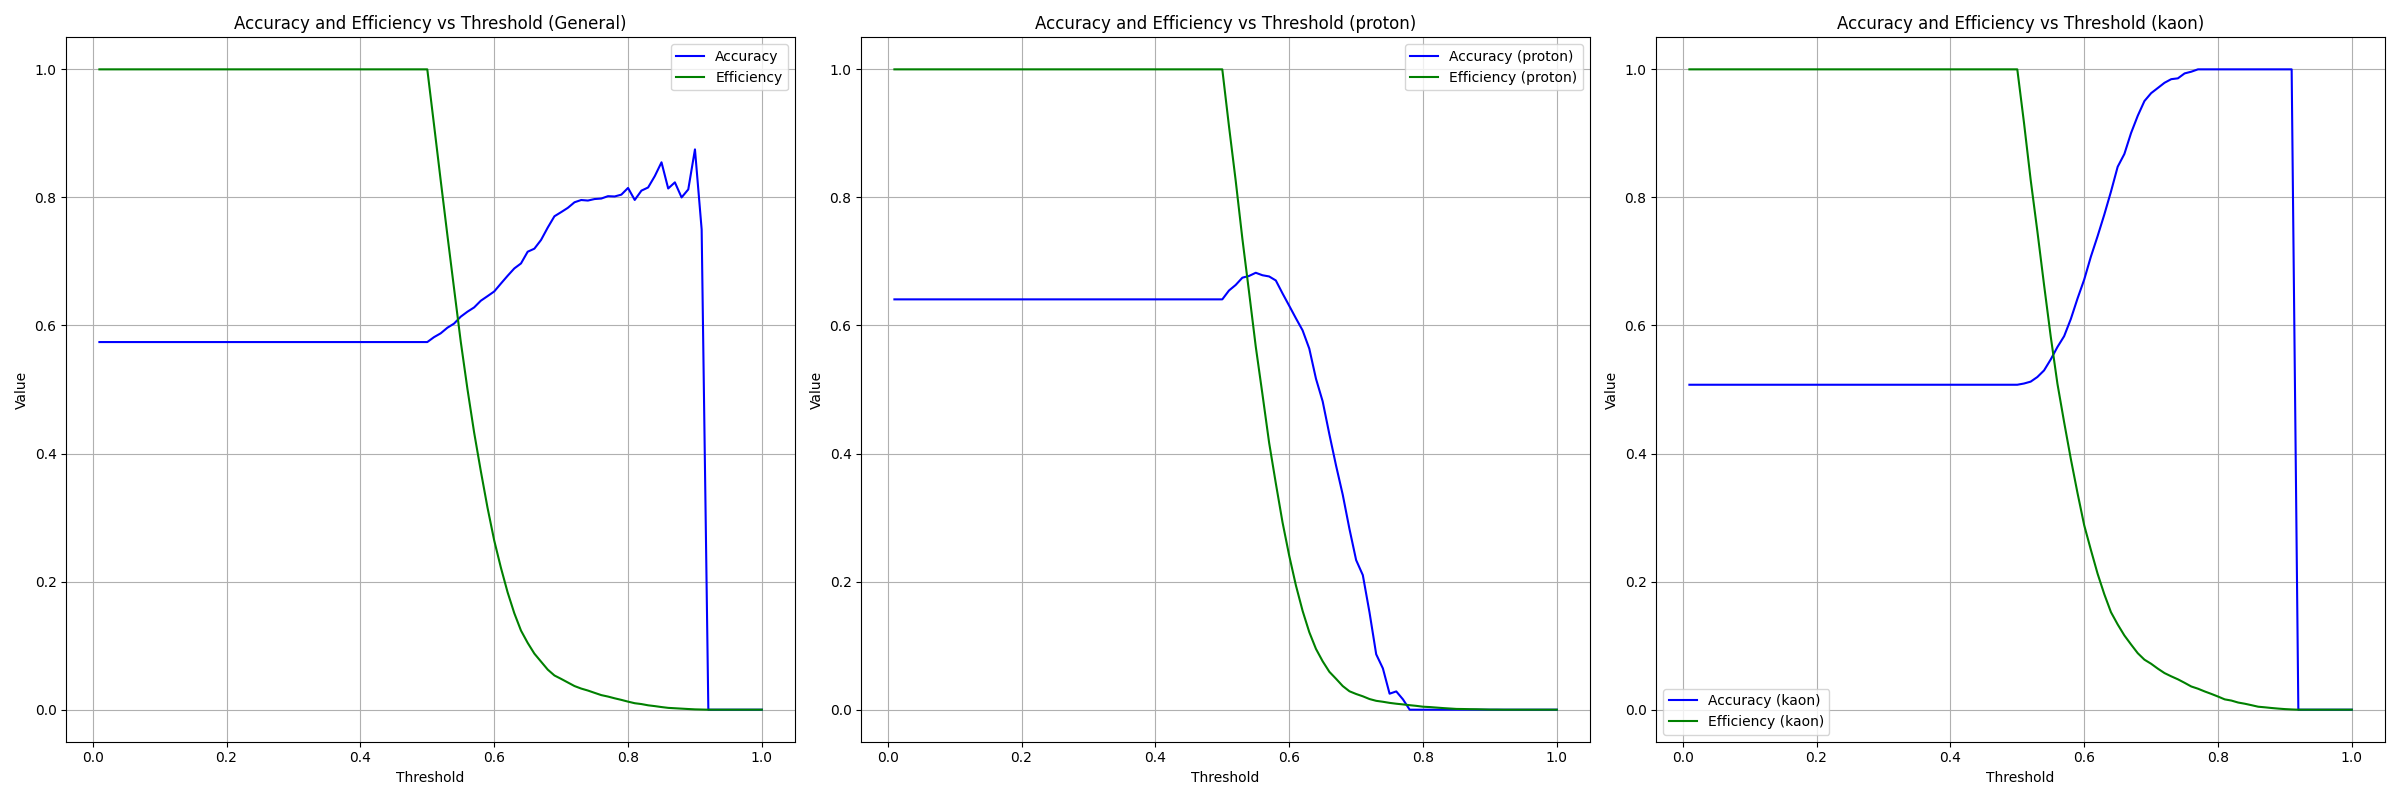 Accuracy and Efficiency vs Threshold (General)
Accuracy
Efficiency
1.0
0.8
0.6
0.4
0.2
0.0
Value
0.0 0.2 0.4 0.6 0.8 1.0
Threshold
Accuracy and Efficiency vs Threshold (proton)
Accuracy (proton)
Efficiency (proton)
1.0
0.8
0.6
0.4
0.2
0.0
Value
0.0 0.2 0.4 0.6 0.8 1.0
Threshold
Accuracy and Efficiency vs Threshold (kaon)
1.0
0.8
0.6
0.4
0.2
0.0
Value
Accuracy (kaon)
Efficiency (kaon)
0.0 0.2 0.4 0.6 0.8 1.0
Threshold